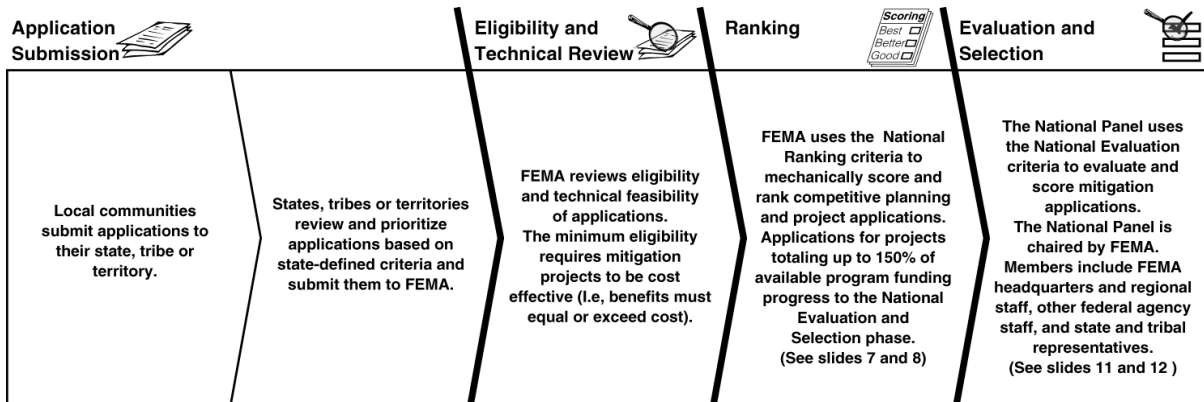 Application
Submission
Eligibility and
Technical Review
Ranking
Scoring
Best
Better
Good
Evaluation and
Selection
Local communities
submit applications to
their state, tribe or
territory.
States, tribes or territories
review and prioritize
applications based on
state-defined criteria and
submit them to FEMA.
FEMA reviews eligibility
and technical feasibility
of applications.
The minimum eligibility
requires mitigation
projects to be cost
effective (I.e, benefits must
equal or exceed cost).
FEMA uses the National
Ranking criteria to
mechanically score and
rank competitive planning
and project applications.
Applications for projects
totaling up to 150% of
available program funding
progress to the National
Evaluation and
Selection phase.
(See slides 7 and 8)
The National Panel uses
the National Evaluation
criteria to evaluate and
score mitigation
applications.
The National Panel is
chaired by FEMA.
Members include FEMA
headquarters and regional
staff, other federal agency
staff, and state and tribal
representatives.
(See slides 11 and 12 )